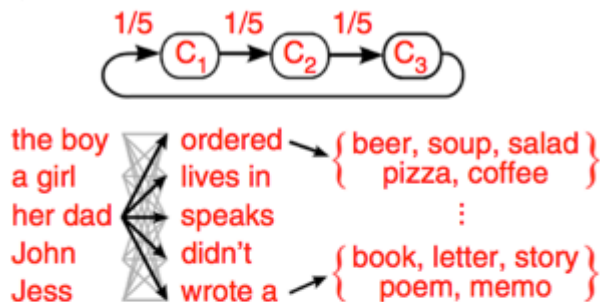 1/5 1/5 1/5
C1 C2 C3
the boy ordered { beer, soup, salad
a girl lives in pizza, coffee }
her dad speaks ⋮
John didn't { book, letter, story
Jess wrote a poem, memo }